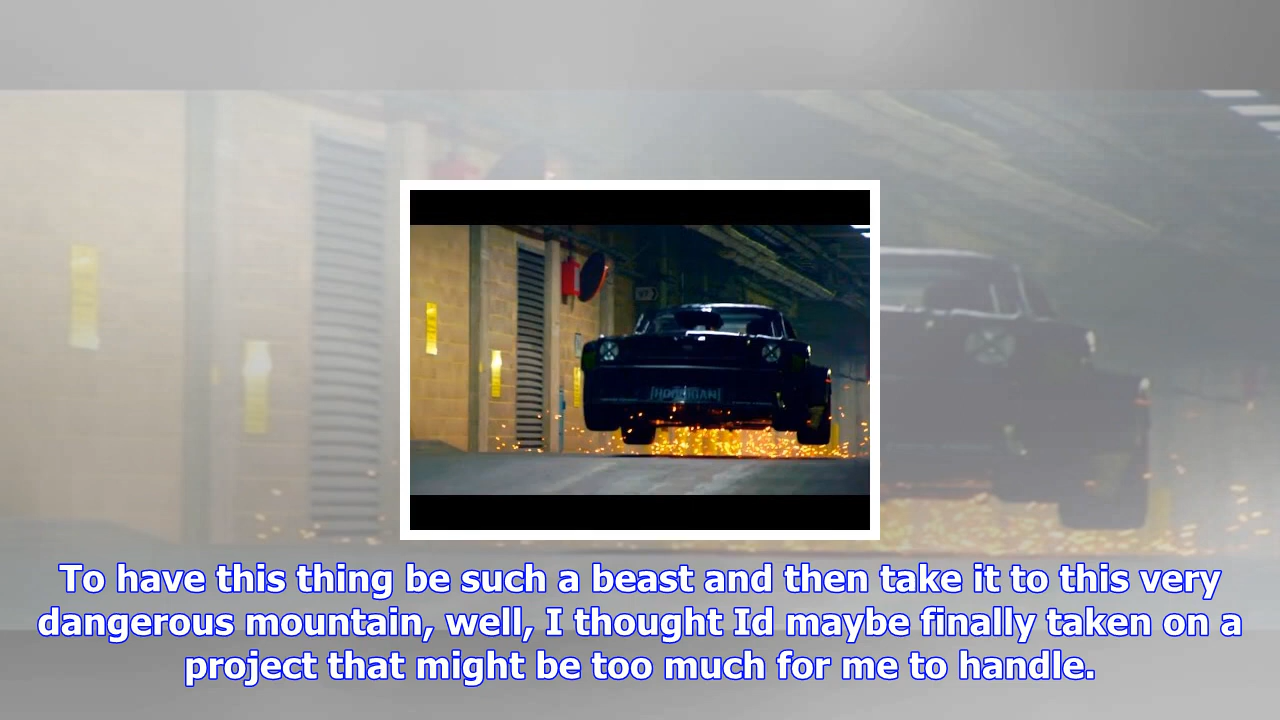 HOONIGAN
To have this thing be such a beast and then take it to this very
dangerous mountain, well, I thought Id maybe finally taken on a
project that might be too much for me to handle.